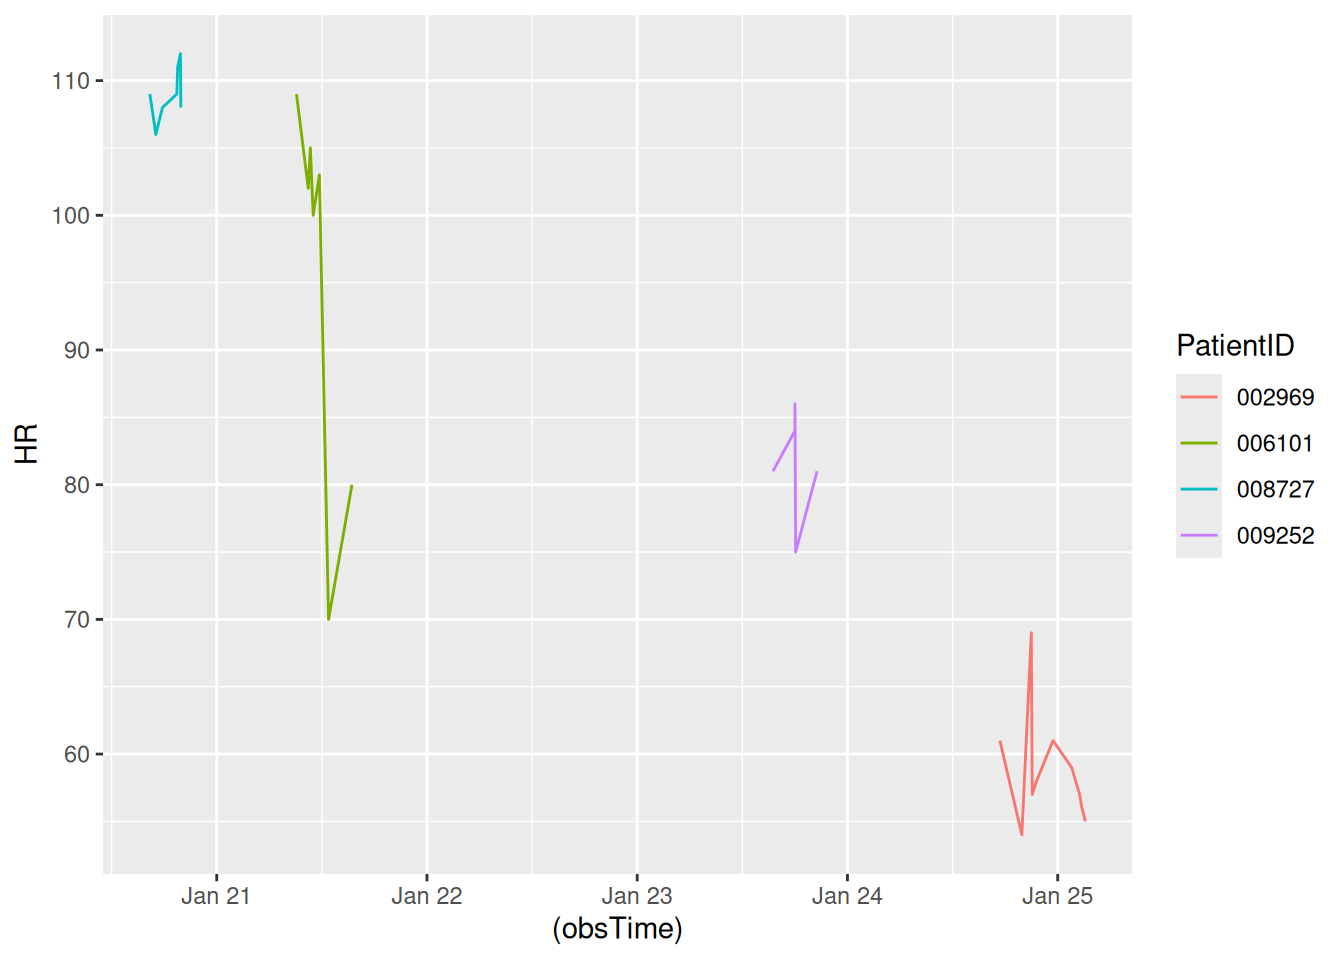 110
100
90
80
70
60
HR
Jan 21
Jan 22
Jan 23
Jan 24
Jan 25
(obsTime)
PatientID
002969
006101
008727
009252